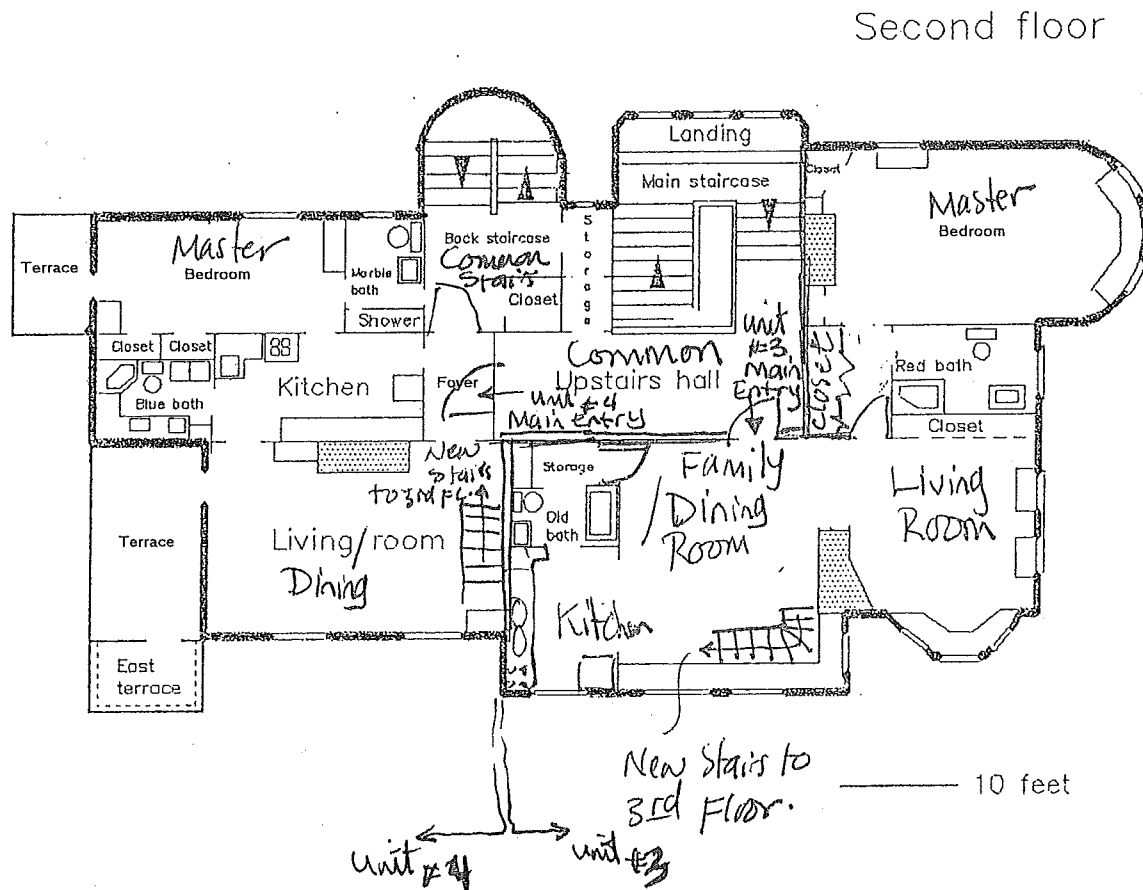 Second floor
Landing
Main staircase
Closet
Master
Bedroom
Master
Bedroom
Terrace
Marble
bath
Shower
Back staircase
Common
Stairs
Closet
Storage
Closet
Closet
Blue bath
Kitchen
Foyer
Common
Upstairs hall
Unit #4
Main Entry
Unit
#3
Main
Entry
Closet
Red bath
Closet
New
Stairs
to 3rd FL.
Storage
Old
bath
Family
/Dining
Room
Living
Room
Terrace
Living/room
Dining
Kitchen
East
terrace
New Stairs to
3rd Floor.
10 feet
Unit #4
Unit #3